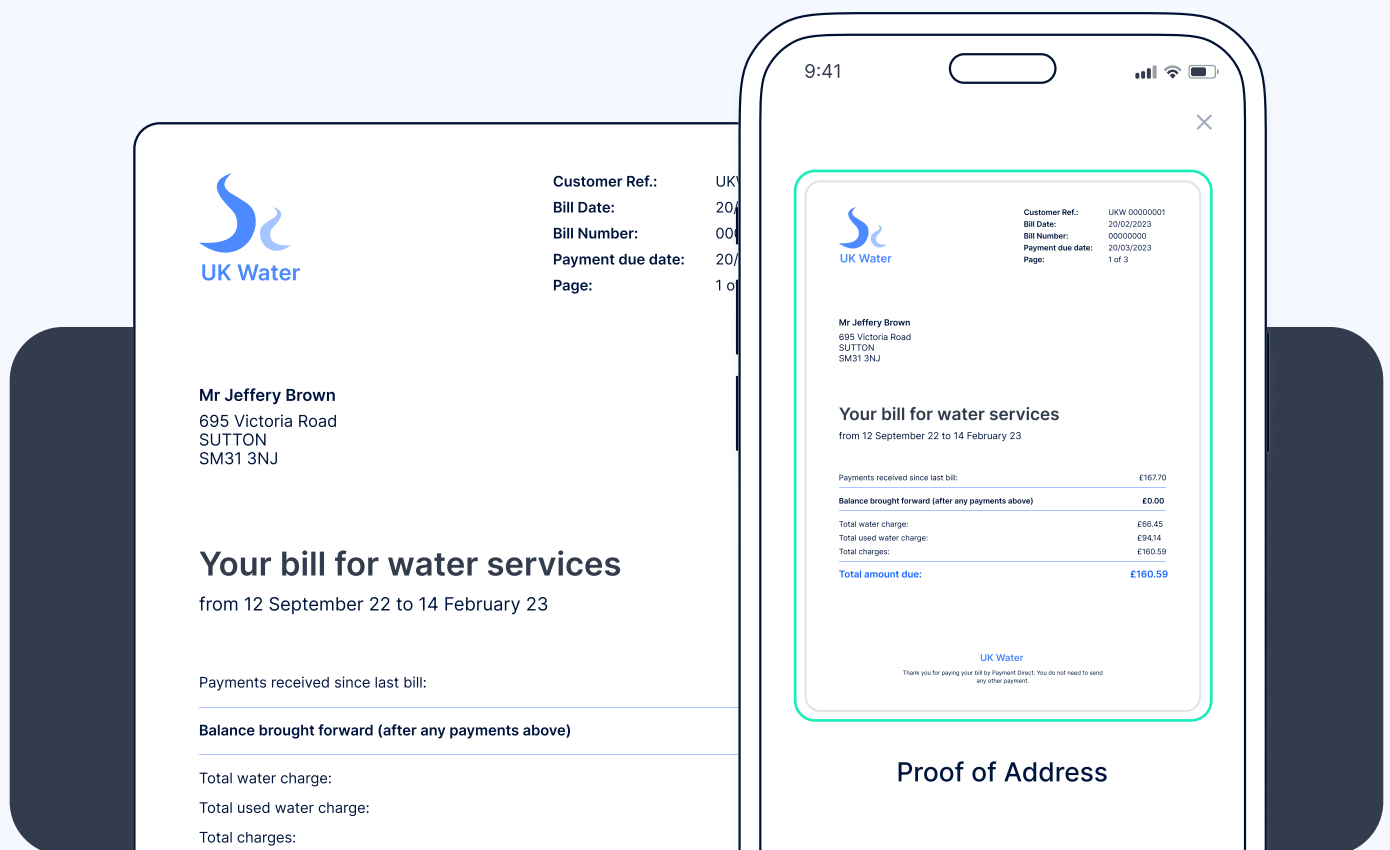 UK Water
Customer Ref.: UKW
Bill Date: 20/
Bill Number: 000
Payment due date: 20/
Page: 1 of
Mr Jeffery Brown
695 Victoria Road
SUTTON
SM31 3NJ
Your bill for water services
from 12 September 22 to 14 February 23
Payments received since last bill:
Balance brought forward (after any payments above)
Total water charge:
Total used water charge:
Total charges:
9:41
UK Water
Customer Ref.: UKW 00000001
Bill Date: 20/02/2023
Bill Number: 00000000
Payment due date: 20/03/2023
Page: 1 of 3
Mr Jeffery Brown
695 Victoria Road
SUTTON
SM31 3NJ
Your bill for water services
from 12 September 22 to 14 February 23
Payments received since last bill: £167.70
Balance brought forward (after any payments above) £0.00
Total water charge: £66.45
Total used water charge: £94.14
Total charges: £160.59
Total amount due: £160.59
UK Water
Thank you for paying your bill by Payment Direct. You do not need to send
any other payment.
Proof of Address